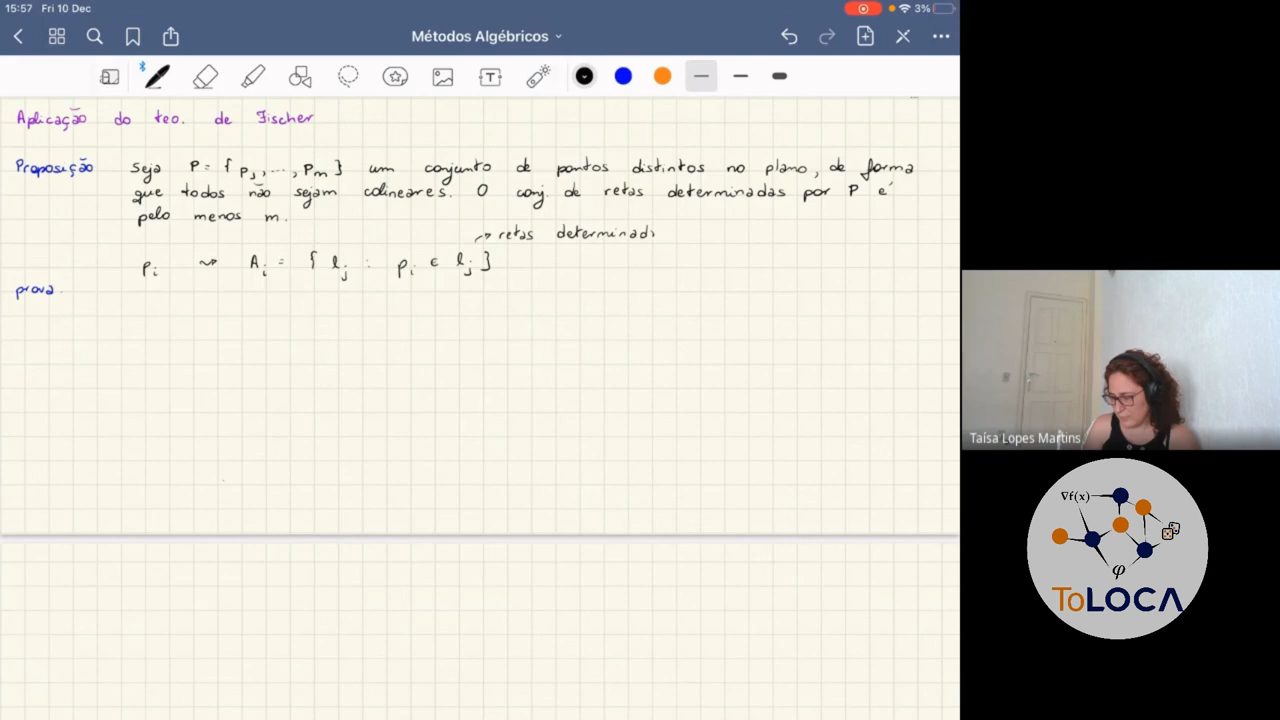 15:57 Fri 10 Dec
3%
Métodos Algébricos
Aplicação do teo. de Fischer
Proposição Seja P = { p₁, ..., pₘ } um conjunto de pontos distintos no plano, de forma
que todos não sejam colineares. O conj. de retas determinadas por P é
pelo menos m.
→ retas determinad
pᵢ ⇝ Aᵢ = { lⱼ : pᵢ ∈ lⱼ }
prova.
Taísa Lopes Martins
∇f(x)
φ
ToLOCA